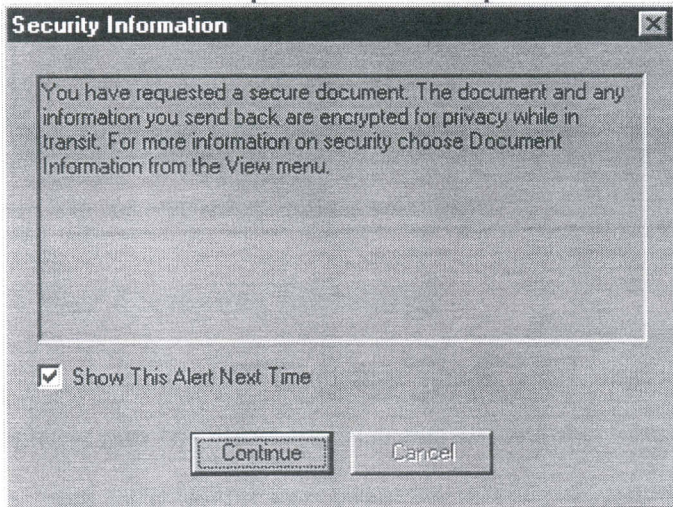 Security Information
You have requested a secure document. The document and any
information you send back are encrypted for privacy while in
transit. For more information on security choose Document
Information from the View menu.
Show This Alert Next Time
Continue
Cancel